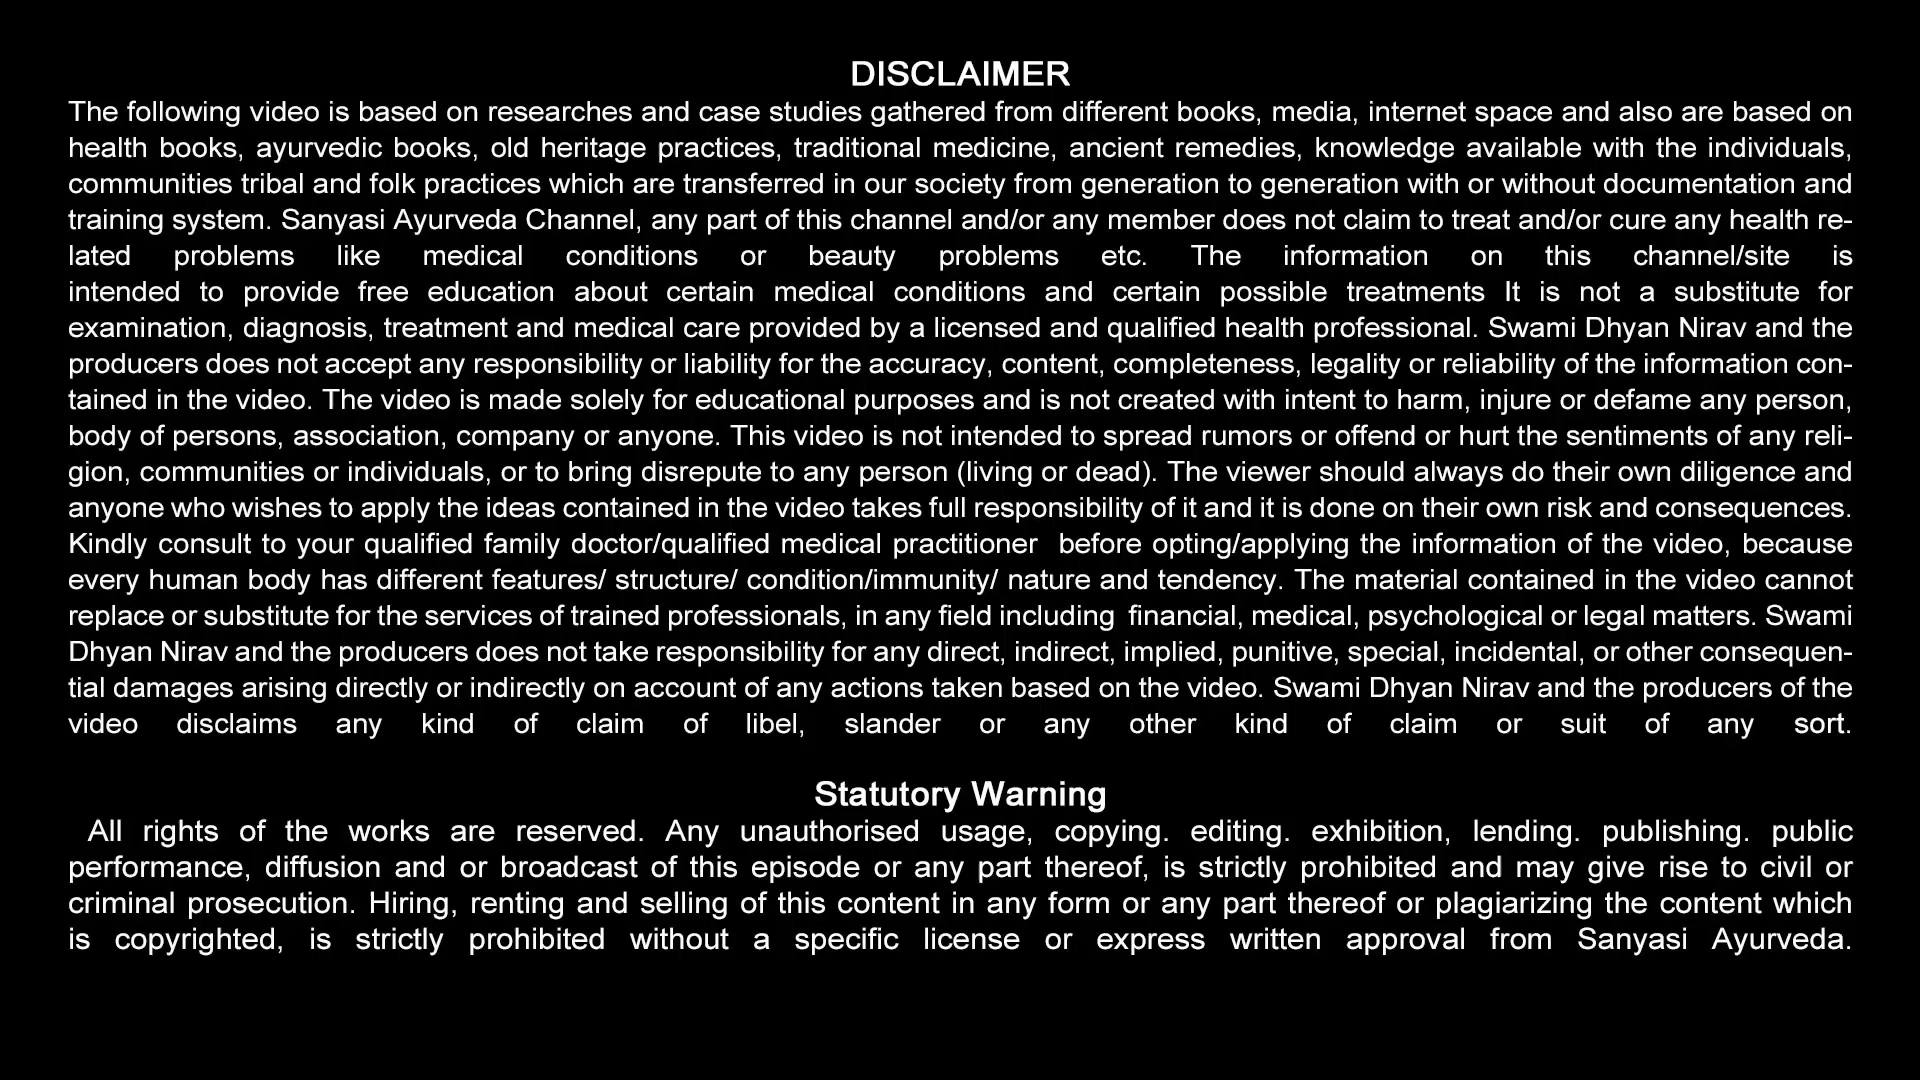 DISCLAIMER
The following video is based on researches and case studies gathered from different books, media, internet space and also are based on
health books, ayurvedic books, old heritage practices, traditional medicine, ancient remedies, knowledge available with the individuals,
communities tribal and folk practices which are transferred in our society from generation to generation with or without documentation and
training system. Sanyasi Ayurveda Channel, any part of this channel and/or any member does not claim to treat and/or cure any health re-
lated problems like medical conditions or beauty problems etc. The information on this channel/site is
intended to provide free education about certain medical conditions and certain possible treatments It is not a substitute for
examination, diagnosis, treatment and medical care provided by a licensed and qualified health professional. Swami Dhyan Nirav and the
producers does not accept any responsibility or liability for the accuracy, content, completeness, legality or reliability of the information con-
tained in the video. The video is made solely for educational purposes and is not created with intent to harm, injure or defame any person,
body of persons, association, company or anyone. This video is not intended to spread rumors or offend or hurt the sentiments of any reli-
gion, communities or individuals, or to bring disrepute to any person (living or dead). The viewer should always do their own diligence and
anyone who wishes to apply the ideas contained in the video takes full responsibility of it and it is done on their own risk and consequences.
Kindly consult to your qualified family doctor/qualified medical practitioner before opting/applying the information of the video, because
every human body has different features/ structure/ condition/immunity/ nature and tendency. The material contained in the video cannot
replace or substitute for the services of trained professionals, in any field including financial, medical, psychological or legal matters. Swami
Dhyan Nirav and the producers does not take responsibility for any direct, indirect, implied, punitive, special, incidental, or other consequen-
tial damages arising directly or indirectly on account of any actions taken based on the video. Swami Dhyan Nirav and the producers of the
video disclaims any kind of claim of libel, slander or any other kind of claim or suit of any sort.
Statutory Warning
All rights of the works are reserved. Any unauthorised usage, copying. editing. exhibition, lending. publishing. public
performance, diffusion and or broadcast of this episode or any part thereof, is strictly prohibited and may give rise to civil or
criminal prosecution. Hiring, renting and selling of this content in any form or any part thereof or plagiarizing the content which
is copyrighted, is strictly prohibited without a specific license or express written approval from Sanyasi Ayurveda.